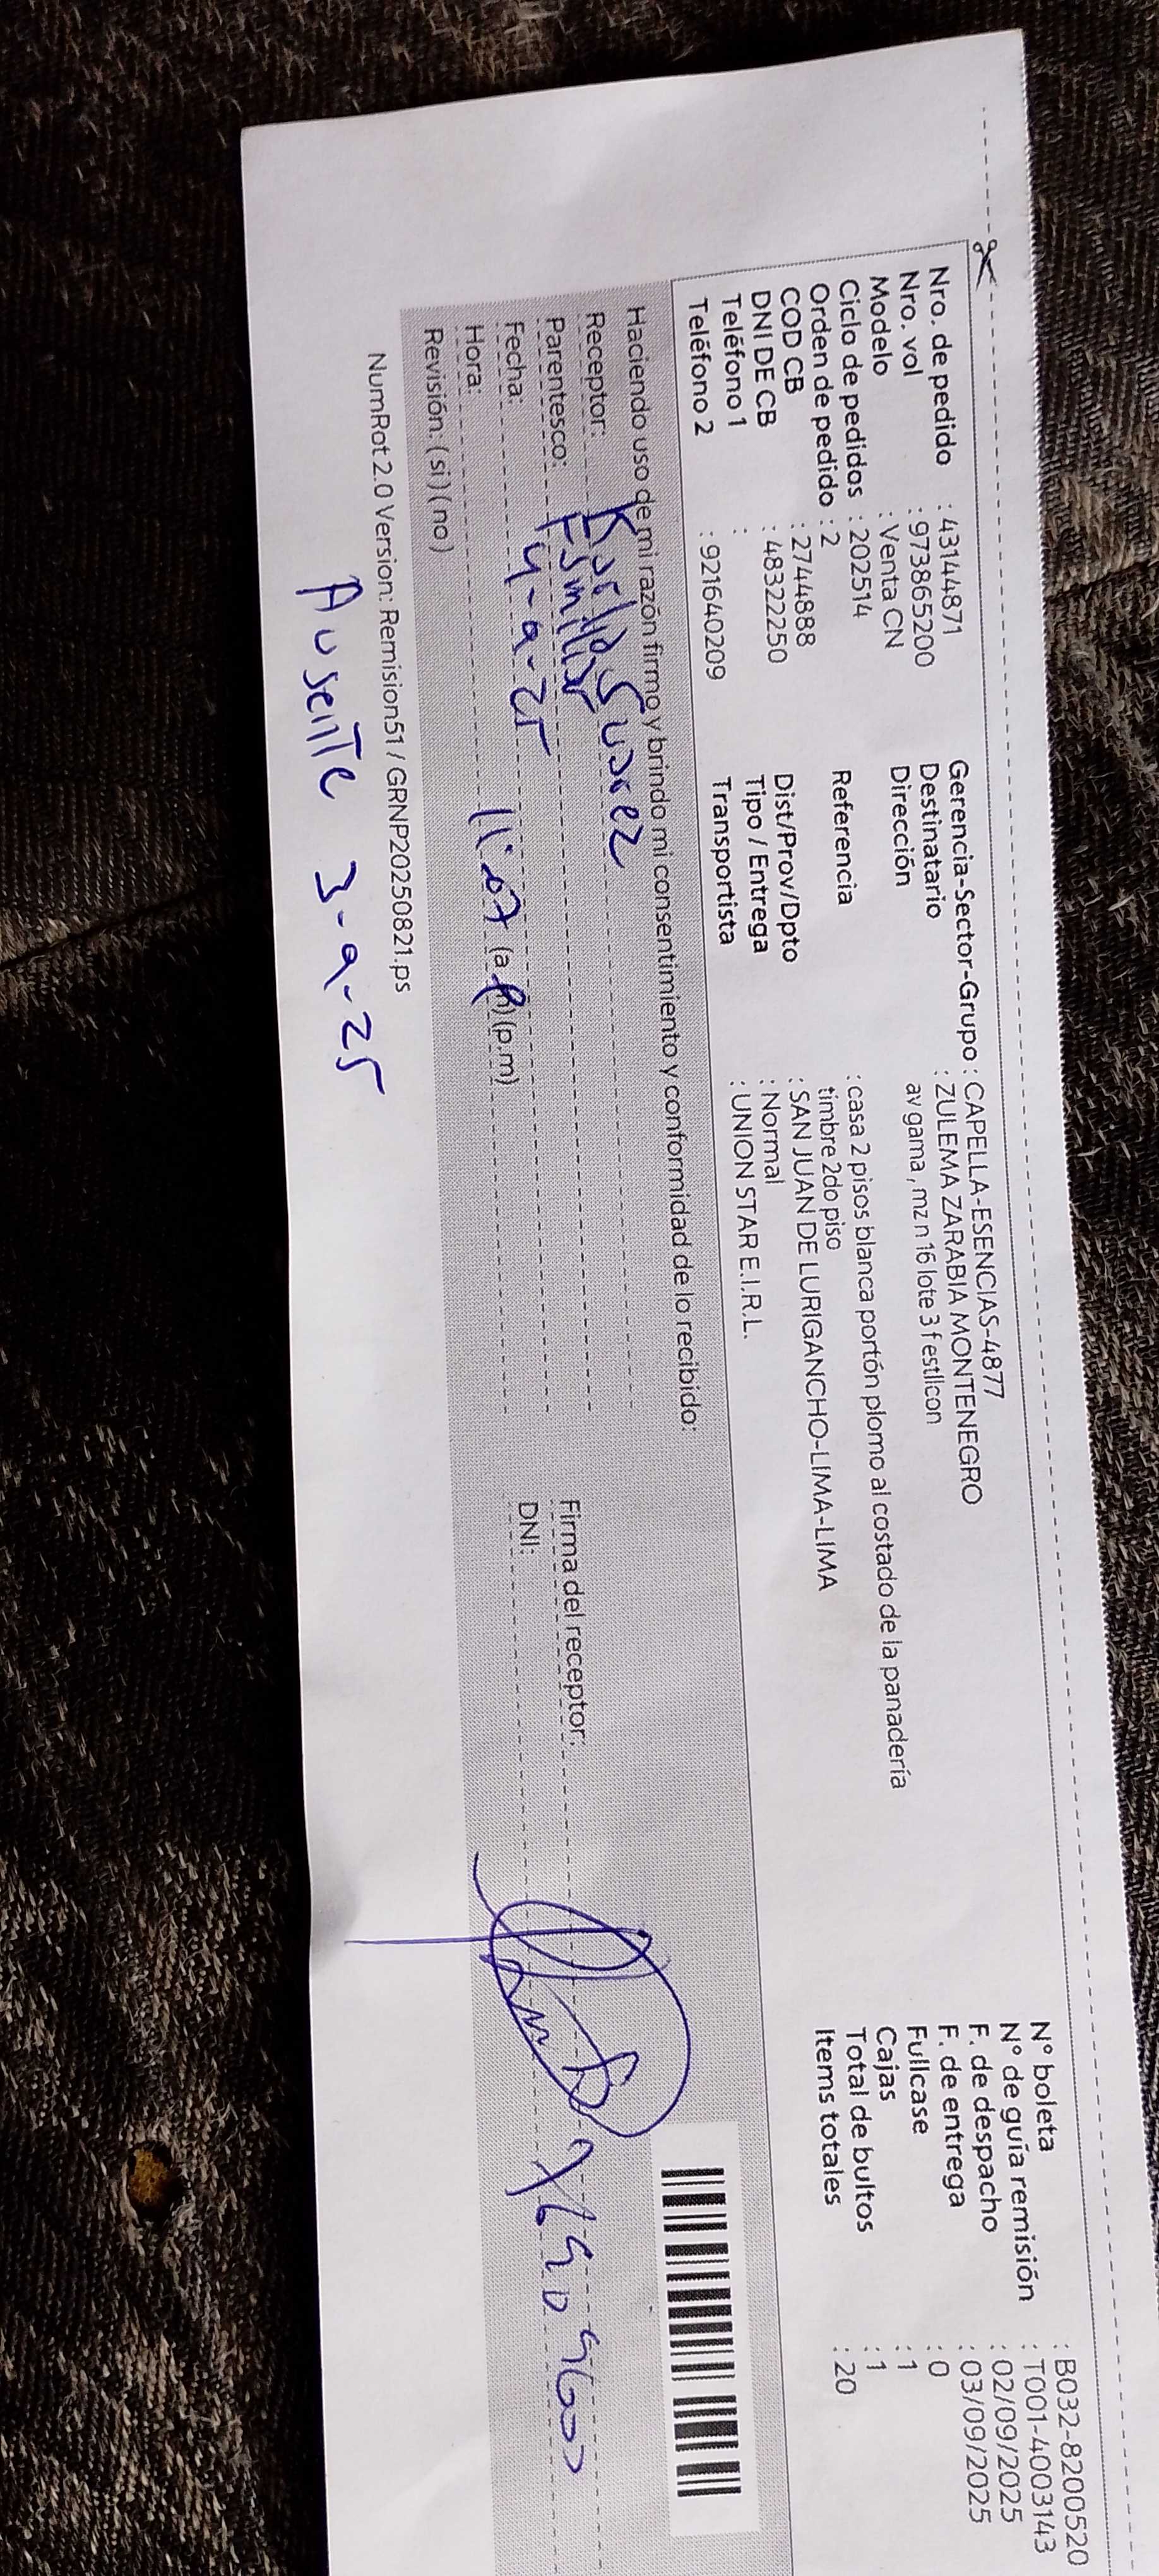 Nro. de pedido : 43144871
Nro. vol : 973865200
Modelo : Venta CN
Ciclo de pedidos : 202514
Orden de pedido : 2
COD CB : 2744888
DNI DE CB : 48322250
Teléfono 1 :
Teléfono 2 : 921640209
Gerencia-Sector-Grupo : CAPELLA-ESENCIAS-4877
Destinatario : ZULEMA ZARABIA MONTENEGRO
Dirección av gama , mz n 16 lote 3 festlicon
Referencia : casa 2 pisos blanca portón plomo al costado de la panadería
timbre 2do piso
Dist/Prov/Dpto : SAN JUAN DE LURIGANCHO-LIMA-LIMA
Tipo / Entrega : Normal
Transportista : UNION STAR E.I.R.L.
N° boleta : B032-8200520
N° de guía remisión : T001-4003143
F. de despacho : 02/09/2025
F. de entrega : 03/09/2025
Fullcase : 0
Cajas : 1
Total de bultos : 1
Items totales : 20
Haciendo uso de mi razón firmo y brindo mi consentimiento y conformidad de lo recibido:
Receptor: Suarez
Parentesco: Familiar
Fecha: 4-9-25
Hora: 11:07 (a.m) (p.m)
Revisión: ( si ) ( no )
Firma del receptor:
DNI:
NumRot 2.0 Version: Remision51 / GRNP20250821.ps
Ausente 3-9-25